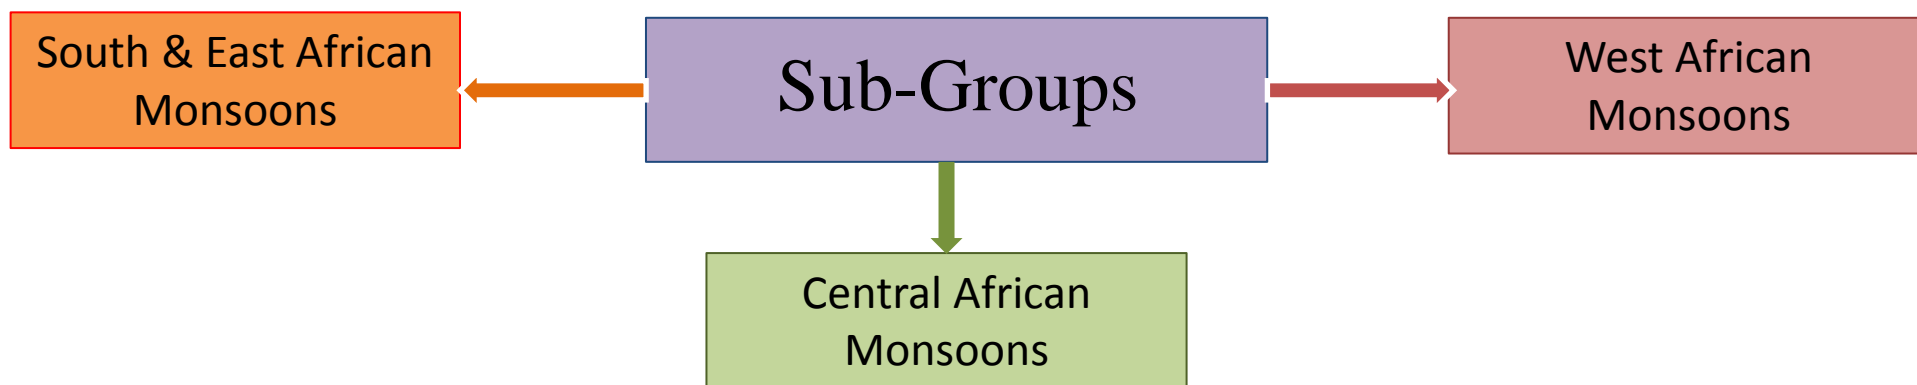 South & East African
Monsoons
Sub-Groups
West African
Monsoons
Central African
Monsoons